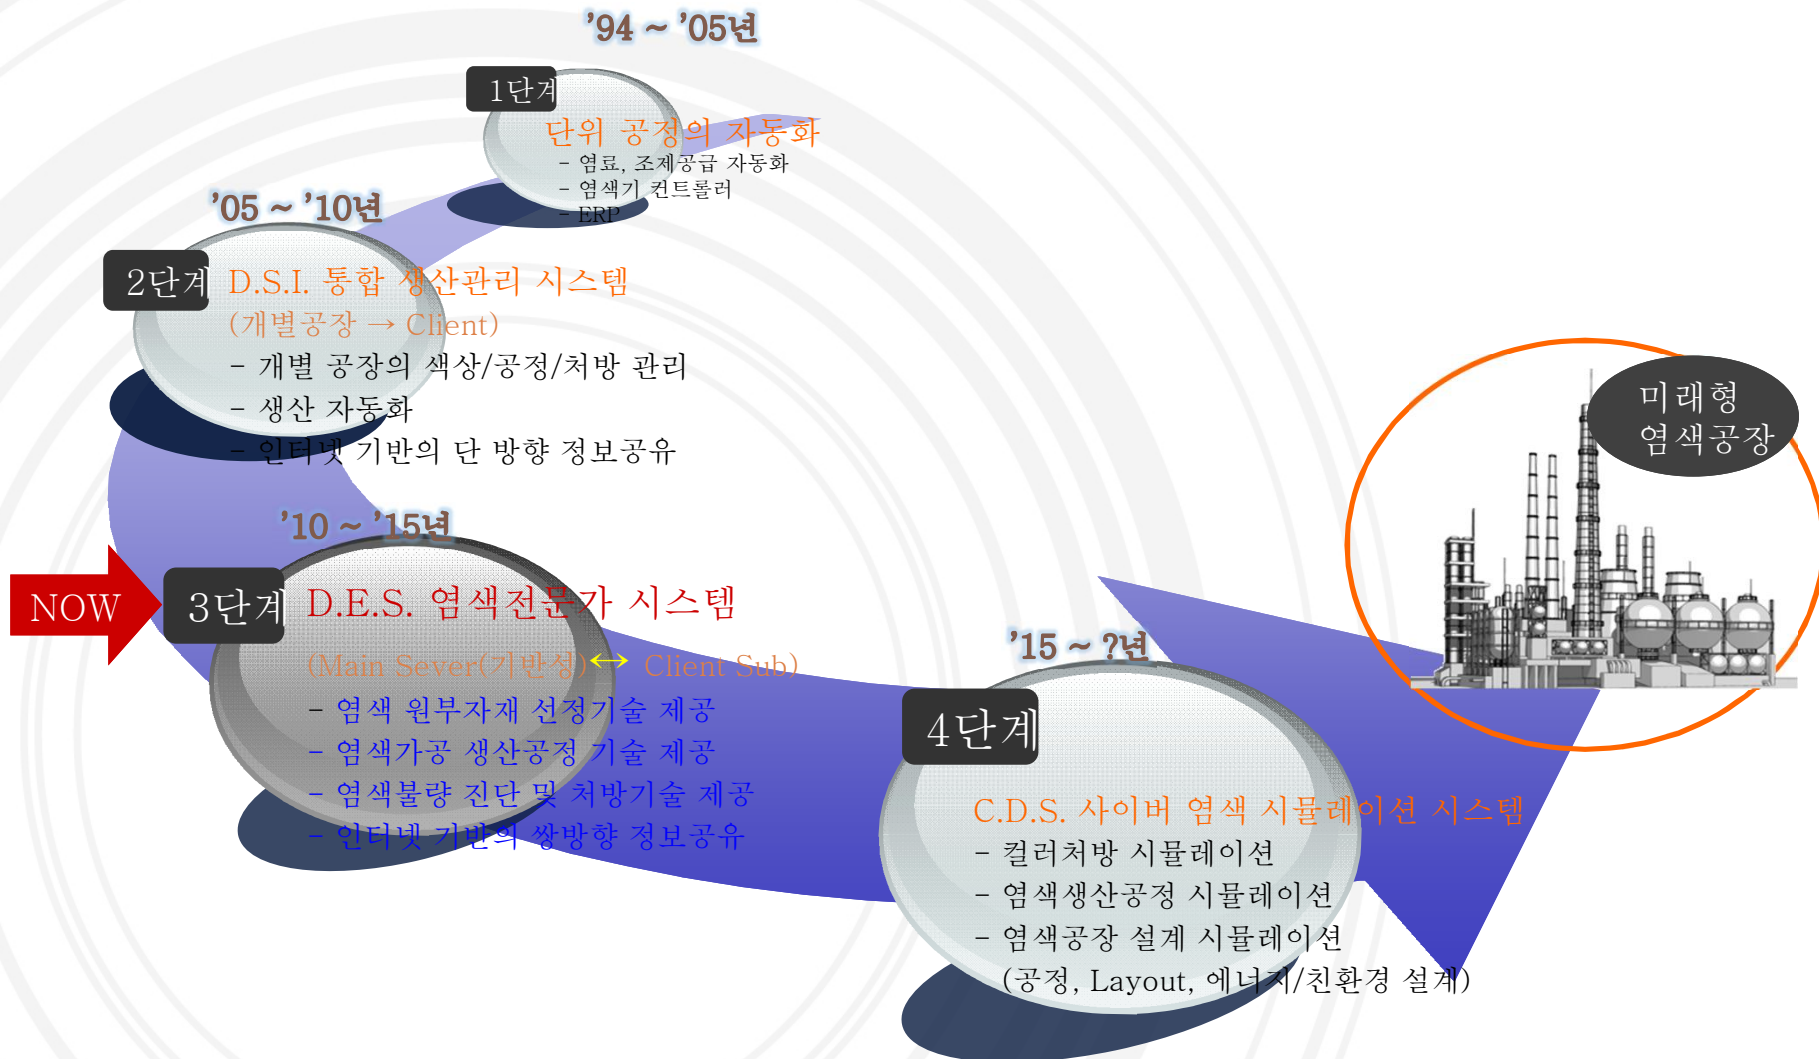 ’94 ~ ’05년
1단계
단위 공정의 자동화
- 염료, 조제공급 자동화
- 염색기 컨트롤러
- ERP
’05 ~ ’10년
2단계
D.S.I. 통합 생산관리 시스템
(개별공장 → Client)
- 개별 공장의 색상/공정/처방 관리
- 생산 자동화
- 인터넷 기반의 단 방향 정보공유
’10 ~ ’15년
NOW
3단계
D.E.S. 염색전문가 시스템
(Main Sever(기반성)↔ Client Sub)
- 염색 원부자재 선정기술 제공
- 염색가공 생산공정 기술 제공
- 염색불량 진단 및 처방기술 제공
- 인터넷 기반의 쌍방향 정보공유
’15 ~ ?년
4단계
C.D.S. 사이버 염색 시뮬레이션 시스템
- 컬러처방 시뮬레이션
- 염색생산공정 시뮬레이션
- 염색공장 설계 시뮬레이션
(공정, Layout, 에너지/친환경 설계)
미래형
염색공장